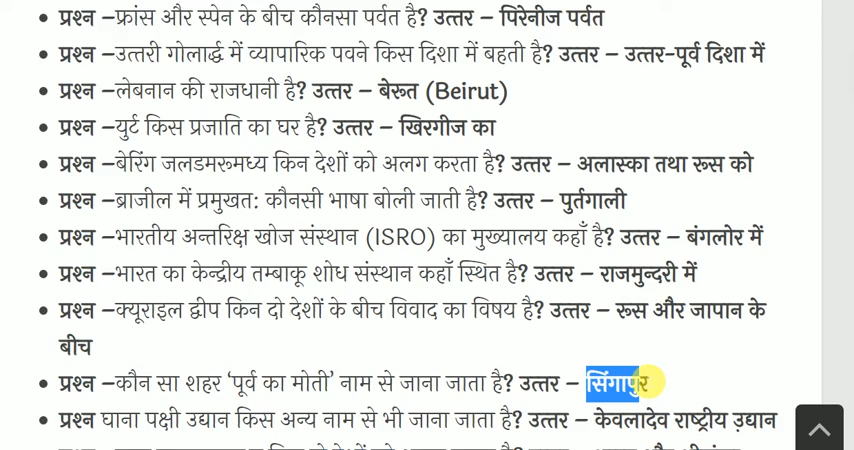 • प्रश्न –फ्रांस और स्पेन के बीच कौनसा पर्वत है? उत्तर – पिरेनीज पर्वत
• प्रश्न –उत्तरी गोलार्द्ध में व्यापारिक पवने किस दिशा में बहती है? उत्तर – उत्तर-पूर्व दिशा में
• प्रश्न –लेबनान की राजधानी है? उत्तर – बेरूत (Beirut)
• प्रश्न –युर्ट किस प्रजाति का घर है? उत्तर – खिरगीज का
• प्रश्न –बेरिंग जलडमरूमध्य किन देशों को अलग करता है? उत्तर – अलास्का तथा रूस को
• प्रश्न –ब्राजील में प्रमुखत: कौनसी भाषा बोली जाती है? उत्तर – पुर्तगाली
• प्रश्न –भारतीय अन्तरिक्ष खोज संस्थान (ISRO) का मुख्यालय कहाँ है? उत्तर – बंगलोर में
• प्रश्न –भारत का केन्द्रीय तम्बाकू शोध संस्थान कहाँ स्थित है? उत्तर – राजमुन्दरी में
• प्रश्न –क्यूराइल द्वीप किन दो देशों के बीच विवाद का विषय है? उत्तर – रूस और जापान के
बीच
• प्रश्न –कौन सा शहर ‘पूर्व का मोती’ नाम से जाना जाता है? उत्तर – सिंगापुर
• प्रश्न घाना पक्षी उद्यान किस अन्य नाम से भी जाना जाता है? उत्तर – केवलादेव राष्ट्रीय उद़्यान